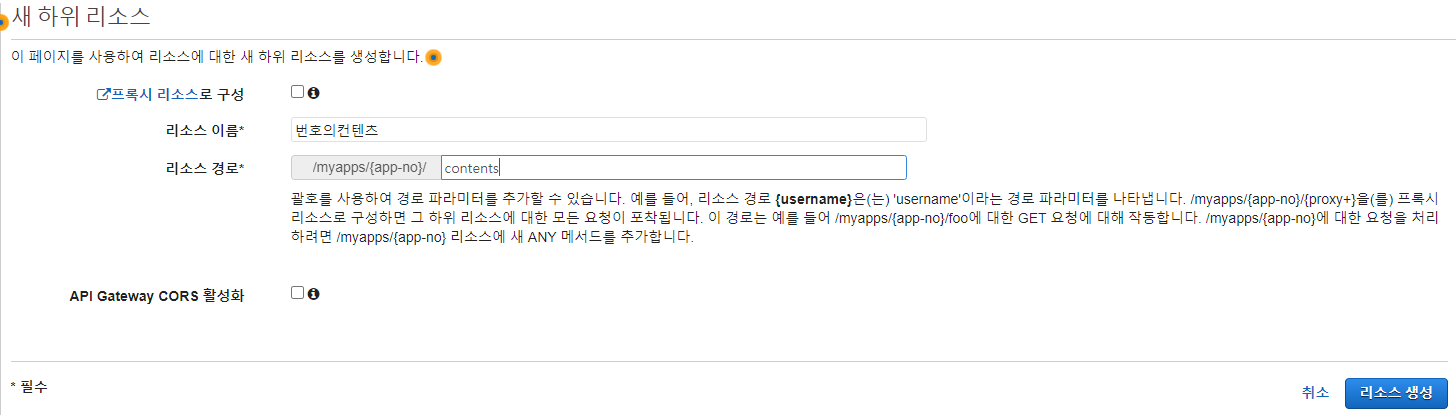 새 하위 리소스
이 페이지를 사용하여 리소스에 대한 새 하위 리소스를 생성합니다.
프록시 리소스로 구성
리소스 이름* 번호의컨텐츠
리소스 경로* /myapps/{app-no}/ contents
괄호를 사용하여 경로 파라미터를 추가할 수 있습니다. 예를 들어, 리소스 경로 {username}은(는) 'username'이라는 경로 파라미터를 나타냅니다. /myapps/{app-no}/{proxy+}을(를) 프록시
리소스로 구성하면 그 하위 리소스에 대한 모든 요청이 포착됩니다. 이 경로는 예를 들어 /myapps/{app-no}/foo에 대한 GET 요청에 대해 작동합니다. /myapps/{app-no}에 대한 요청을 처리
하려면 /myapps/{app-no} 리소스에 새 ANY 메서드를 추가합니다.
API Gateway CORS 활성화
* 필수
취소 리소스 생성